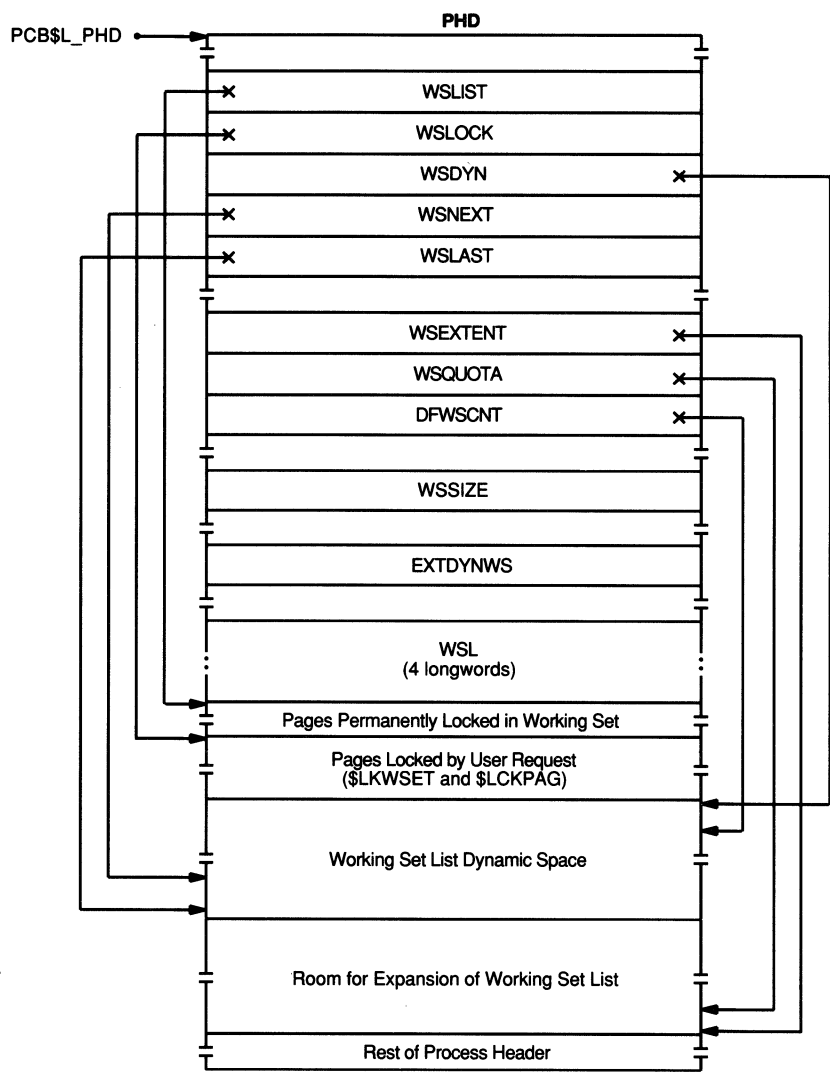 PHD
PCB$L_PHD
WSLIST
WSLOCK
WSDYN
WSNEXT
WSLAST
WSEXTENT
WSQUOTA
DFWSCNT
WSSIZE
EXTDYNWS
WSL
(4 longwords)
Pages Permanently Locked in Working Set
Pages Locked by User Request
($LKWSET and $LCKPAG)
Working Set List Dynamic Space
Room for Expansion of Working Set List
Rest of Process Header